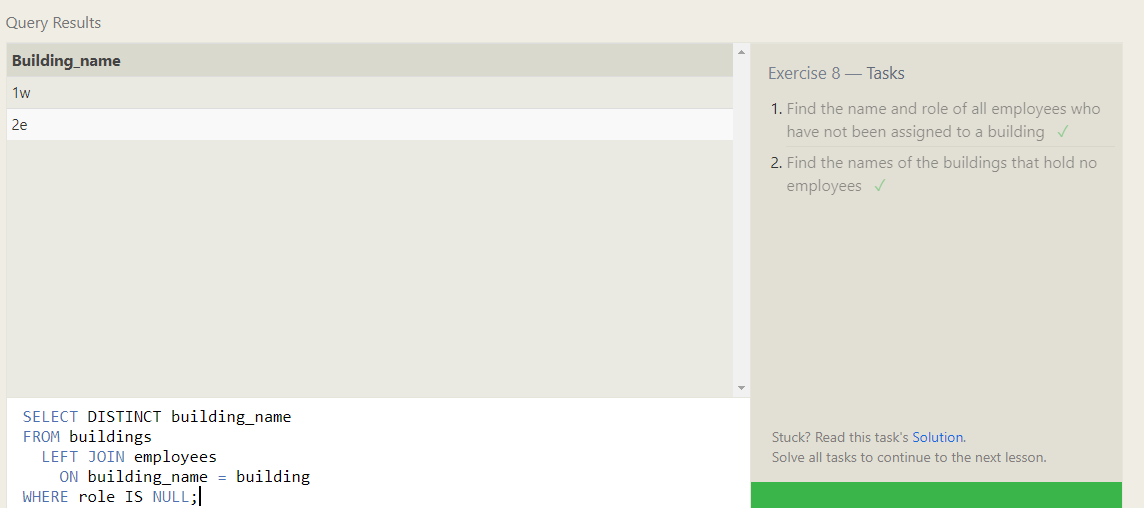 Query Results
Building_name
1w
2e
SELECT DISTINCT building_name
FROM buildings
LEFT JOIN employees
ON building_name = building
WHERE role IS NULL;
Exercise 8 — Tasks
1. Find the name and role of all employees who
have not been assigned to a building ✓
2. Find the names of the buildings that hold no
employees ✓
Stuck? Read this task's Solution.
Solve all tasks to continue to the next lesson.